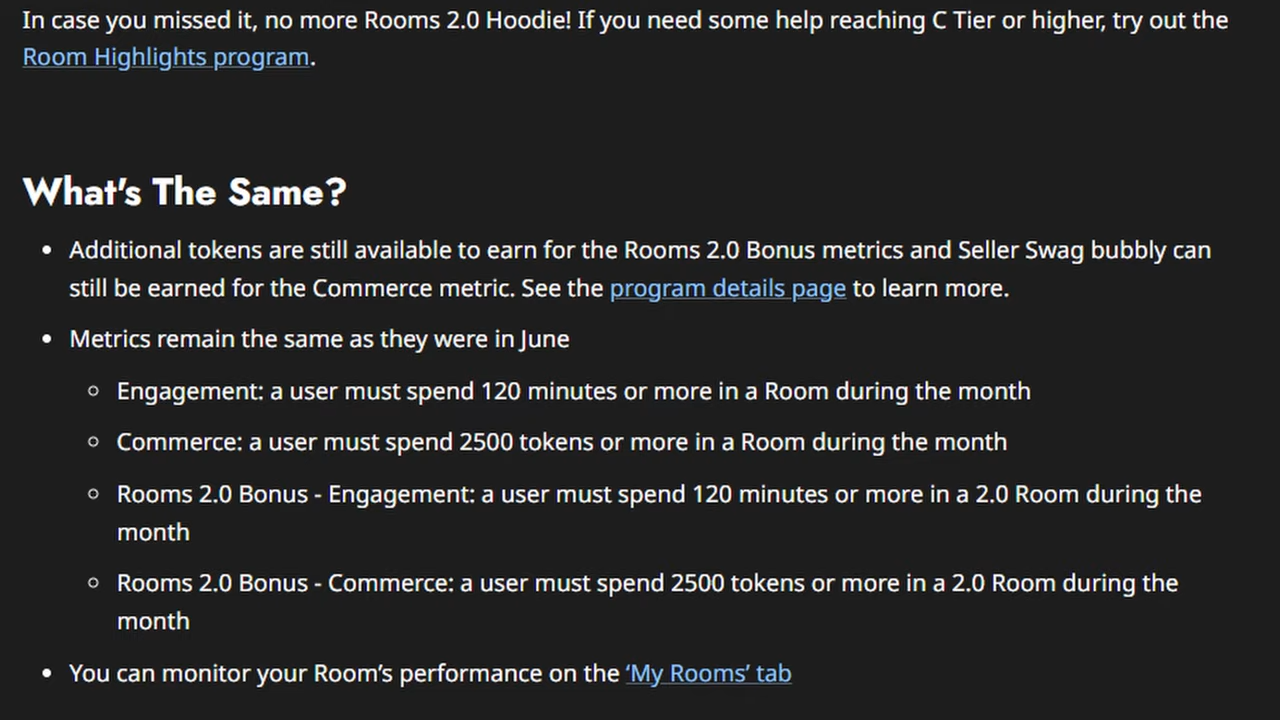 In case you missed it, no more Rooms 2.0 Hoodie! If you need some help reaching C Tier or higher, try out the
Room Highlights program.
What's The Same?
• Additional tokens are still available to earn for the Rooms 2.0 Bonus metrics and Seller Swag bubbly can
still be earned for the Commerce metric. See the program details page to learn more.
• Metrics remain the same as they were in June
○ Engagement: a user must spend 120 minutes or more in a Room during the month
○ Commerce: a user must spend 2500 tokens or more in a Room during the month
○ Rooms 2.0 Bonus - Engagement: a user must spend 120 minutes or more in a 2.0 Room during the
month
○ Rooms 2.0 Bonus - Commerce: a user must spend 2500 tokens or more in a 2.0 Room during the
month
• You can monitor your Room’s performance on the ‘My Rooms’ tab